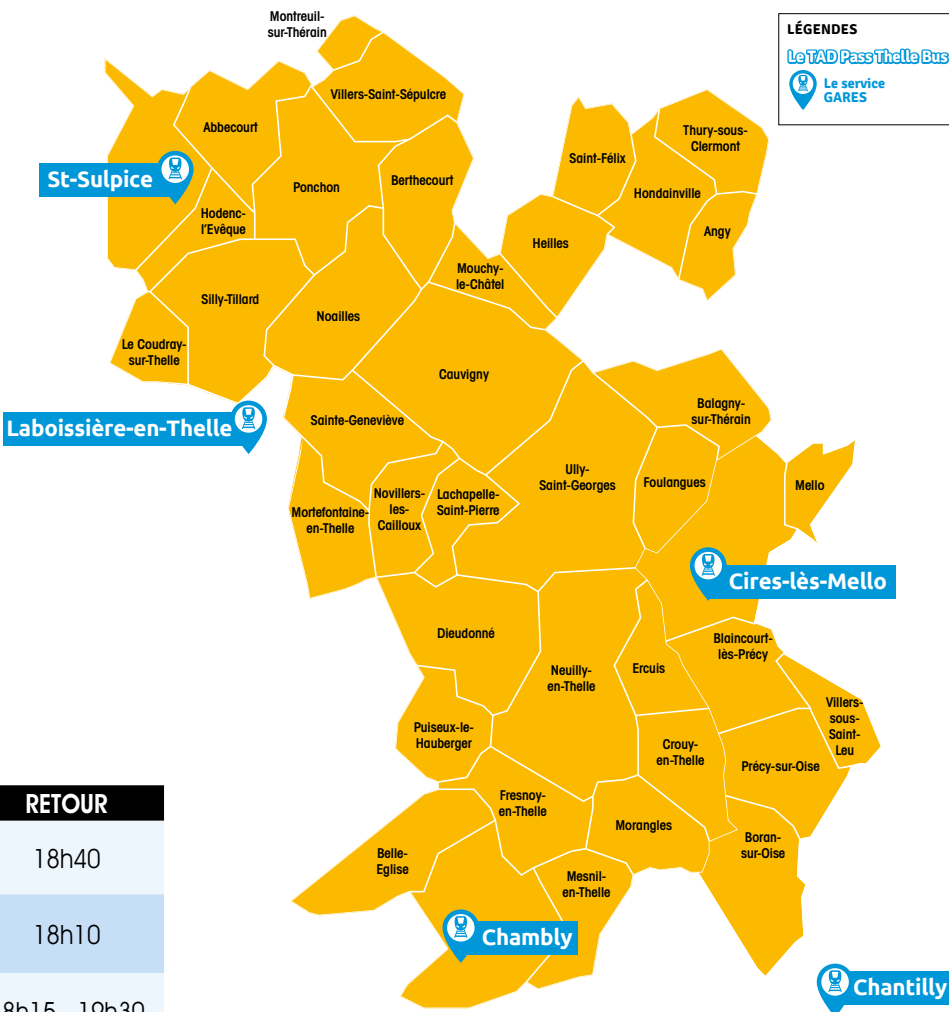 Montreuil-
sur-Thérain
LÉGENDES
Le TAD Pass Thelle Bus
Le service
GARES
Villers-Saint-Sépulcre
Abbecourt
Thury-sous-
Clermont
Saint-Félix
St-Sulpice
Ponchon
Berthecourt
Hondainville
Hodenc-
l'Evêque
Angy
Heilles
Mouchy-
le-Châtel
Silly-Tillard
Noailles
Le Coudray-
sur-Thelle
Cauvigny
Balagny-
sur-Thérain
Laboissière-en-Thelle
Sainte-Geneviève
Ully-
Saint-Georges
Foulangues
Mello
Novillers-
les-
Cailloux
Lachapelle-
Saint-Pierre
Mortefontaine-
en-Thelle
Cires-lès-Mello
Dieudonné
Blaincourt-
lès-Précy
Neuilly-
en-Thelle
Ercuis
Villers-
sous-
Saint-
Leu
Puiseux-le-
Hauberger
Crouy-
en-Thelle
Précy-sur-Oise
RETOUR
Fresnoy-
en-Thelle
Morangles
Boran-
sur-Oise
18h40
Belle-
Eglise
Mesnil-
en-Thelle
18h10
Chambly
Chantilly
19h30